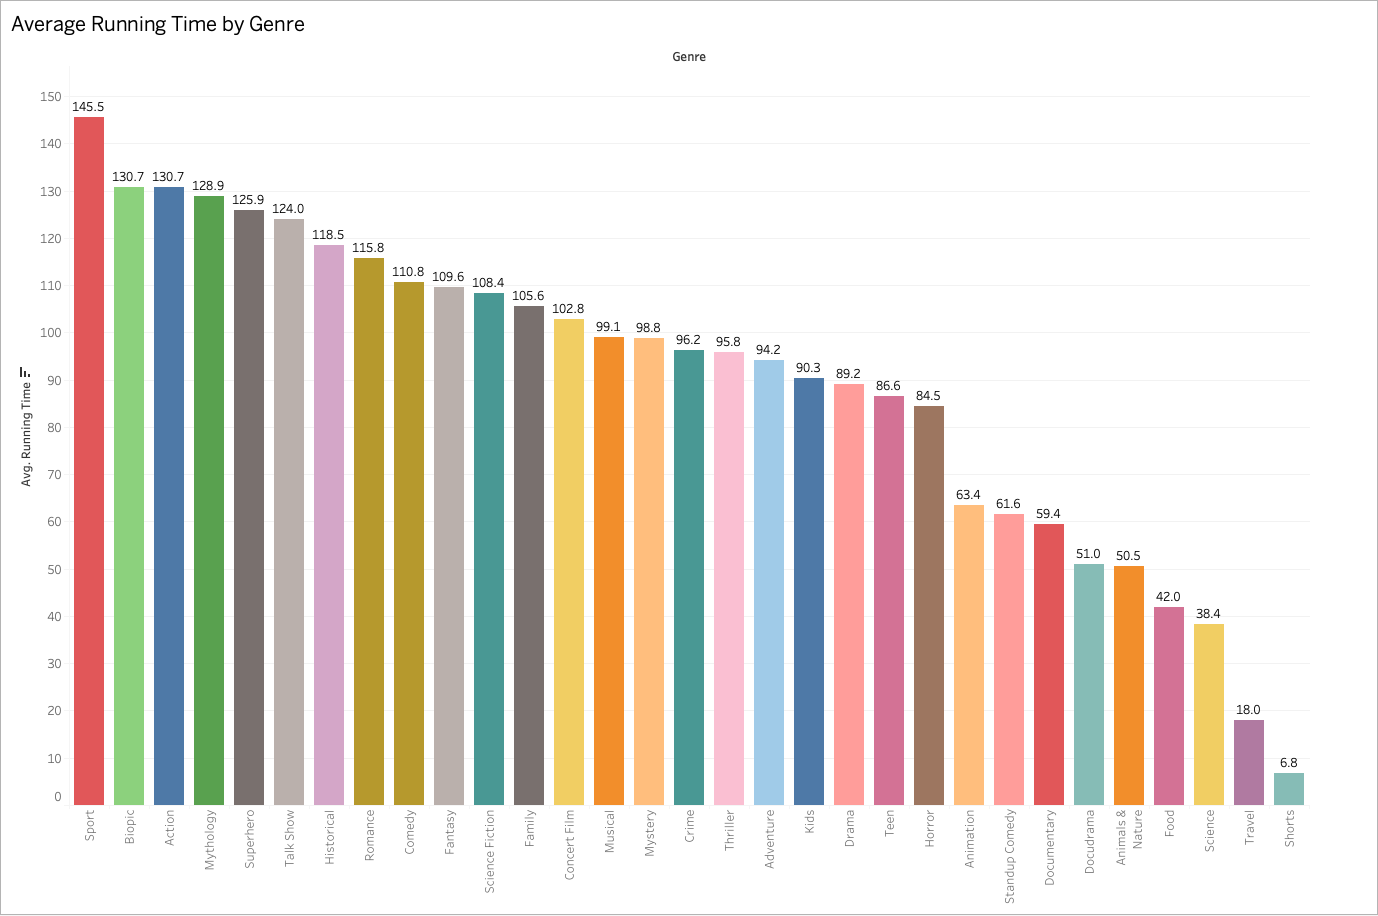 Average Running Time by Genre
Genre
Avg. Running Time
150
140
130
120
110
100
90
80
70
60
50
40
30
20
10
0
145.5
130.7
130.7
128.9
125.9
124.0
118.5
115.8
110.8
109.6
108.4
105.6
102.8
99.1
98.8
96.2
95.8
94.2
90.3
89.2
86.6
84.5
63.4
61.6
59.4
51.0
50.5
42.0
38.4
18.0
6.8
Sport
Biopic
Action
Mythology
Superhero
Talk Show
Historical
Romance
Comedy
Fantasy
Science Fiction
Family
Concert Film
Musical
Mystery
Crime
Thriller
Adventure
Kids
Drama
Teen
Horror
Animation
Standup Comedy
Documentary
Docudrama
Animals &
Nature
Food
Science
Travel
Shorts